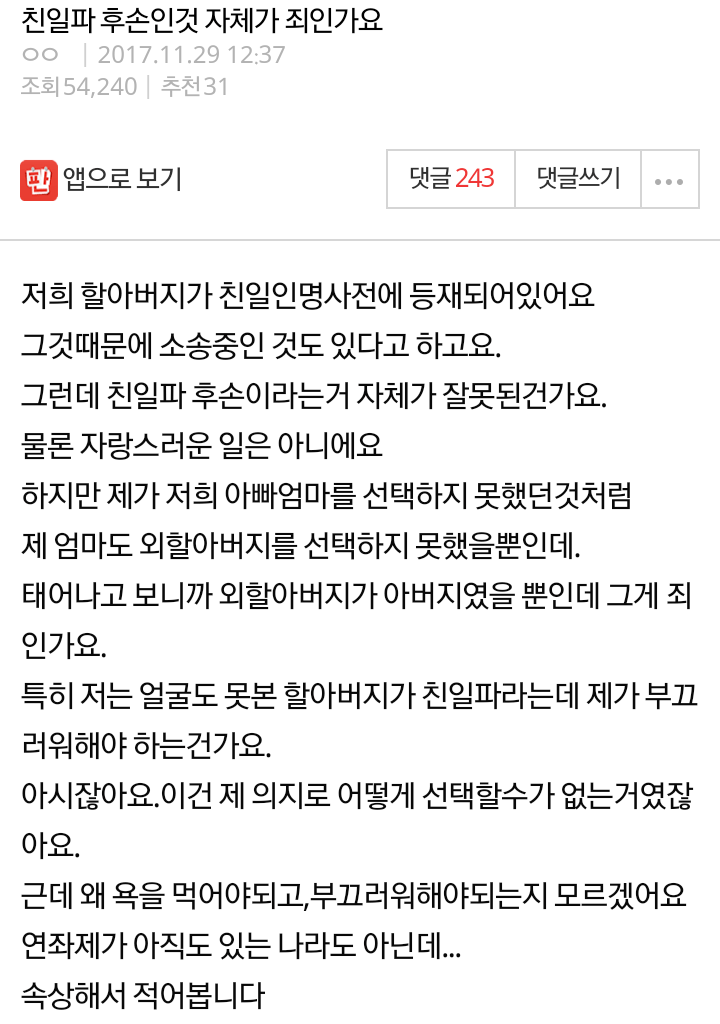 친일파 후손인것 자체가 죄인가요
ㅇㅇ | 2017.11.29 12:37
조회 54,240 | 추천 31
판 앱으로 보기
댓글 243 댓글쓰기 ...
저희 할아버지가 친일인명사전에 등재되어있어요
그것때문에 소송중인 것도 있다고 하고요.
그런데 친일파 후손이라는거 자체가 잘못된건가요.
물론 자랑스러운 일은 아니에요
하지만 제가 저희 아빠엄마를 선택하지 못했던것처럼
제 엄마도 외할아버지를 선택하지 못했을뿐인데.
태어나고 보니까 외할아버지가 아버지였을 뿐인데 그게 죄
인가요.
특히 저는 얼굴도 못본 할아버지가 친일파라는데 제가 부끄
러워해야 하는건가요.
아시잖아요.이건 제 의지로 어떻게 선택할수가 없는거였잖
아요.
근데 왜 욕을 먹어야되고,부끄러워해야되는지 모르겠어요
연좌제가 아직도 있는 나라도 아닌데...
속상해서 적어봅니다